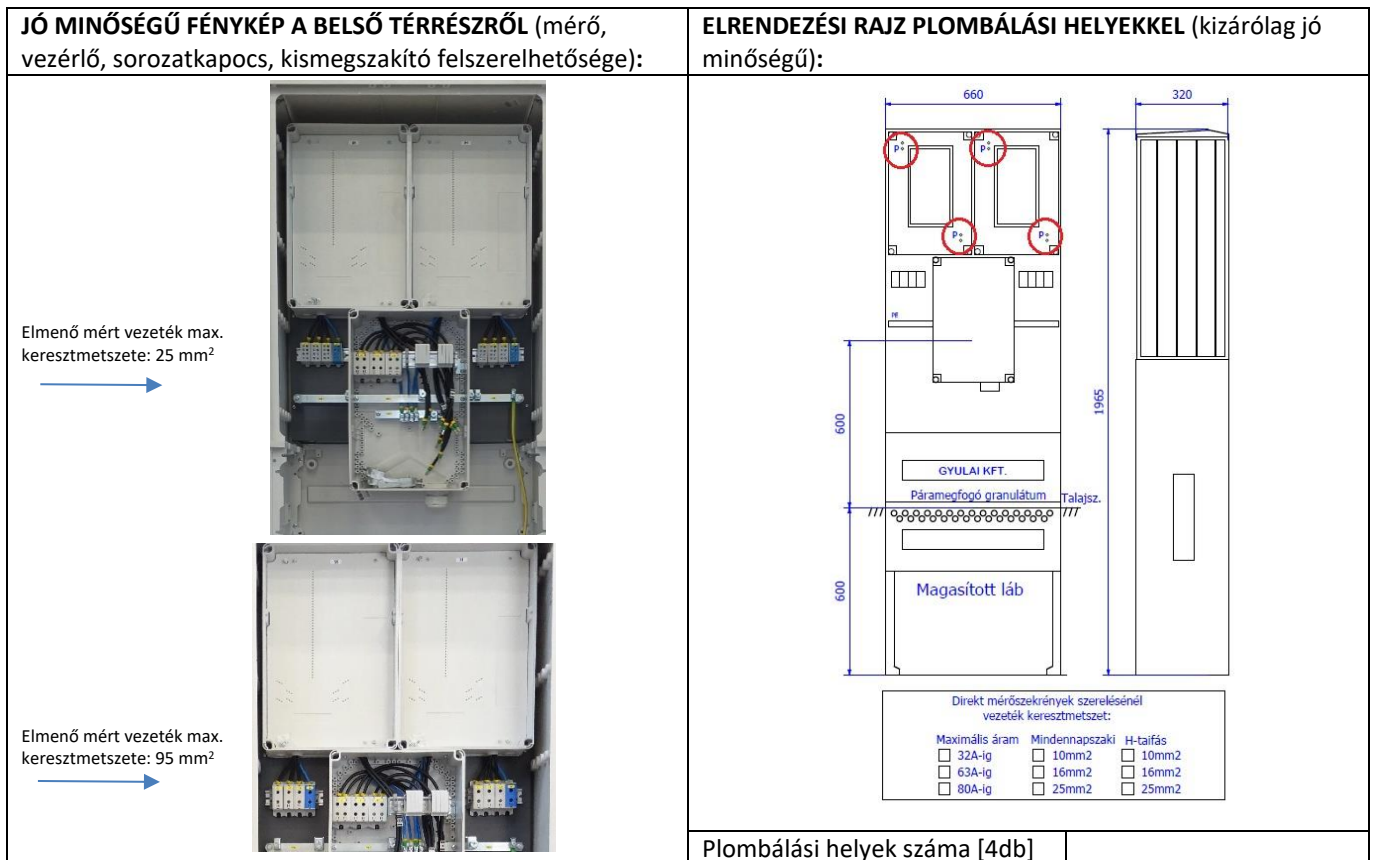 JÓ MINŐSÉGŰ FÉNYKÉP A BELSŐ TÉRRÉSZRŐL (mérő,
vezérlő, sorozatkapocs, kismegszakító felszerelhetősége):
Elmenő mért vezeték max.
keresztmetszete: 25 mm²
Elmenő mért vezeték max.
keresztmetszete: 95 mm²
ELRENDEZÉSI RAJZ PLOMBÁLÁSI HELYEKKEL (kizárólag jó
minőségű):
660
320
P
P
P
P
1965
600
GYULAI KFT.
Páramegfogó granulátum
Talajsz.
600
Magasított láb
Direkt mérőszekrények szerelésénél
vezeték keresztmetszet:
Maximális áram Mindennapszaki H-taifás
32A-ig 10mm2 10mm2
63A-ig 16mm2 16mm2
80A-ig 25mm2 25mm2
Plombálási helyek száma [4db]